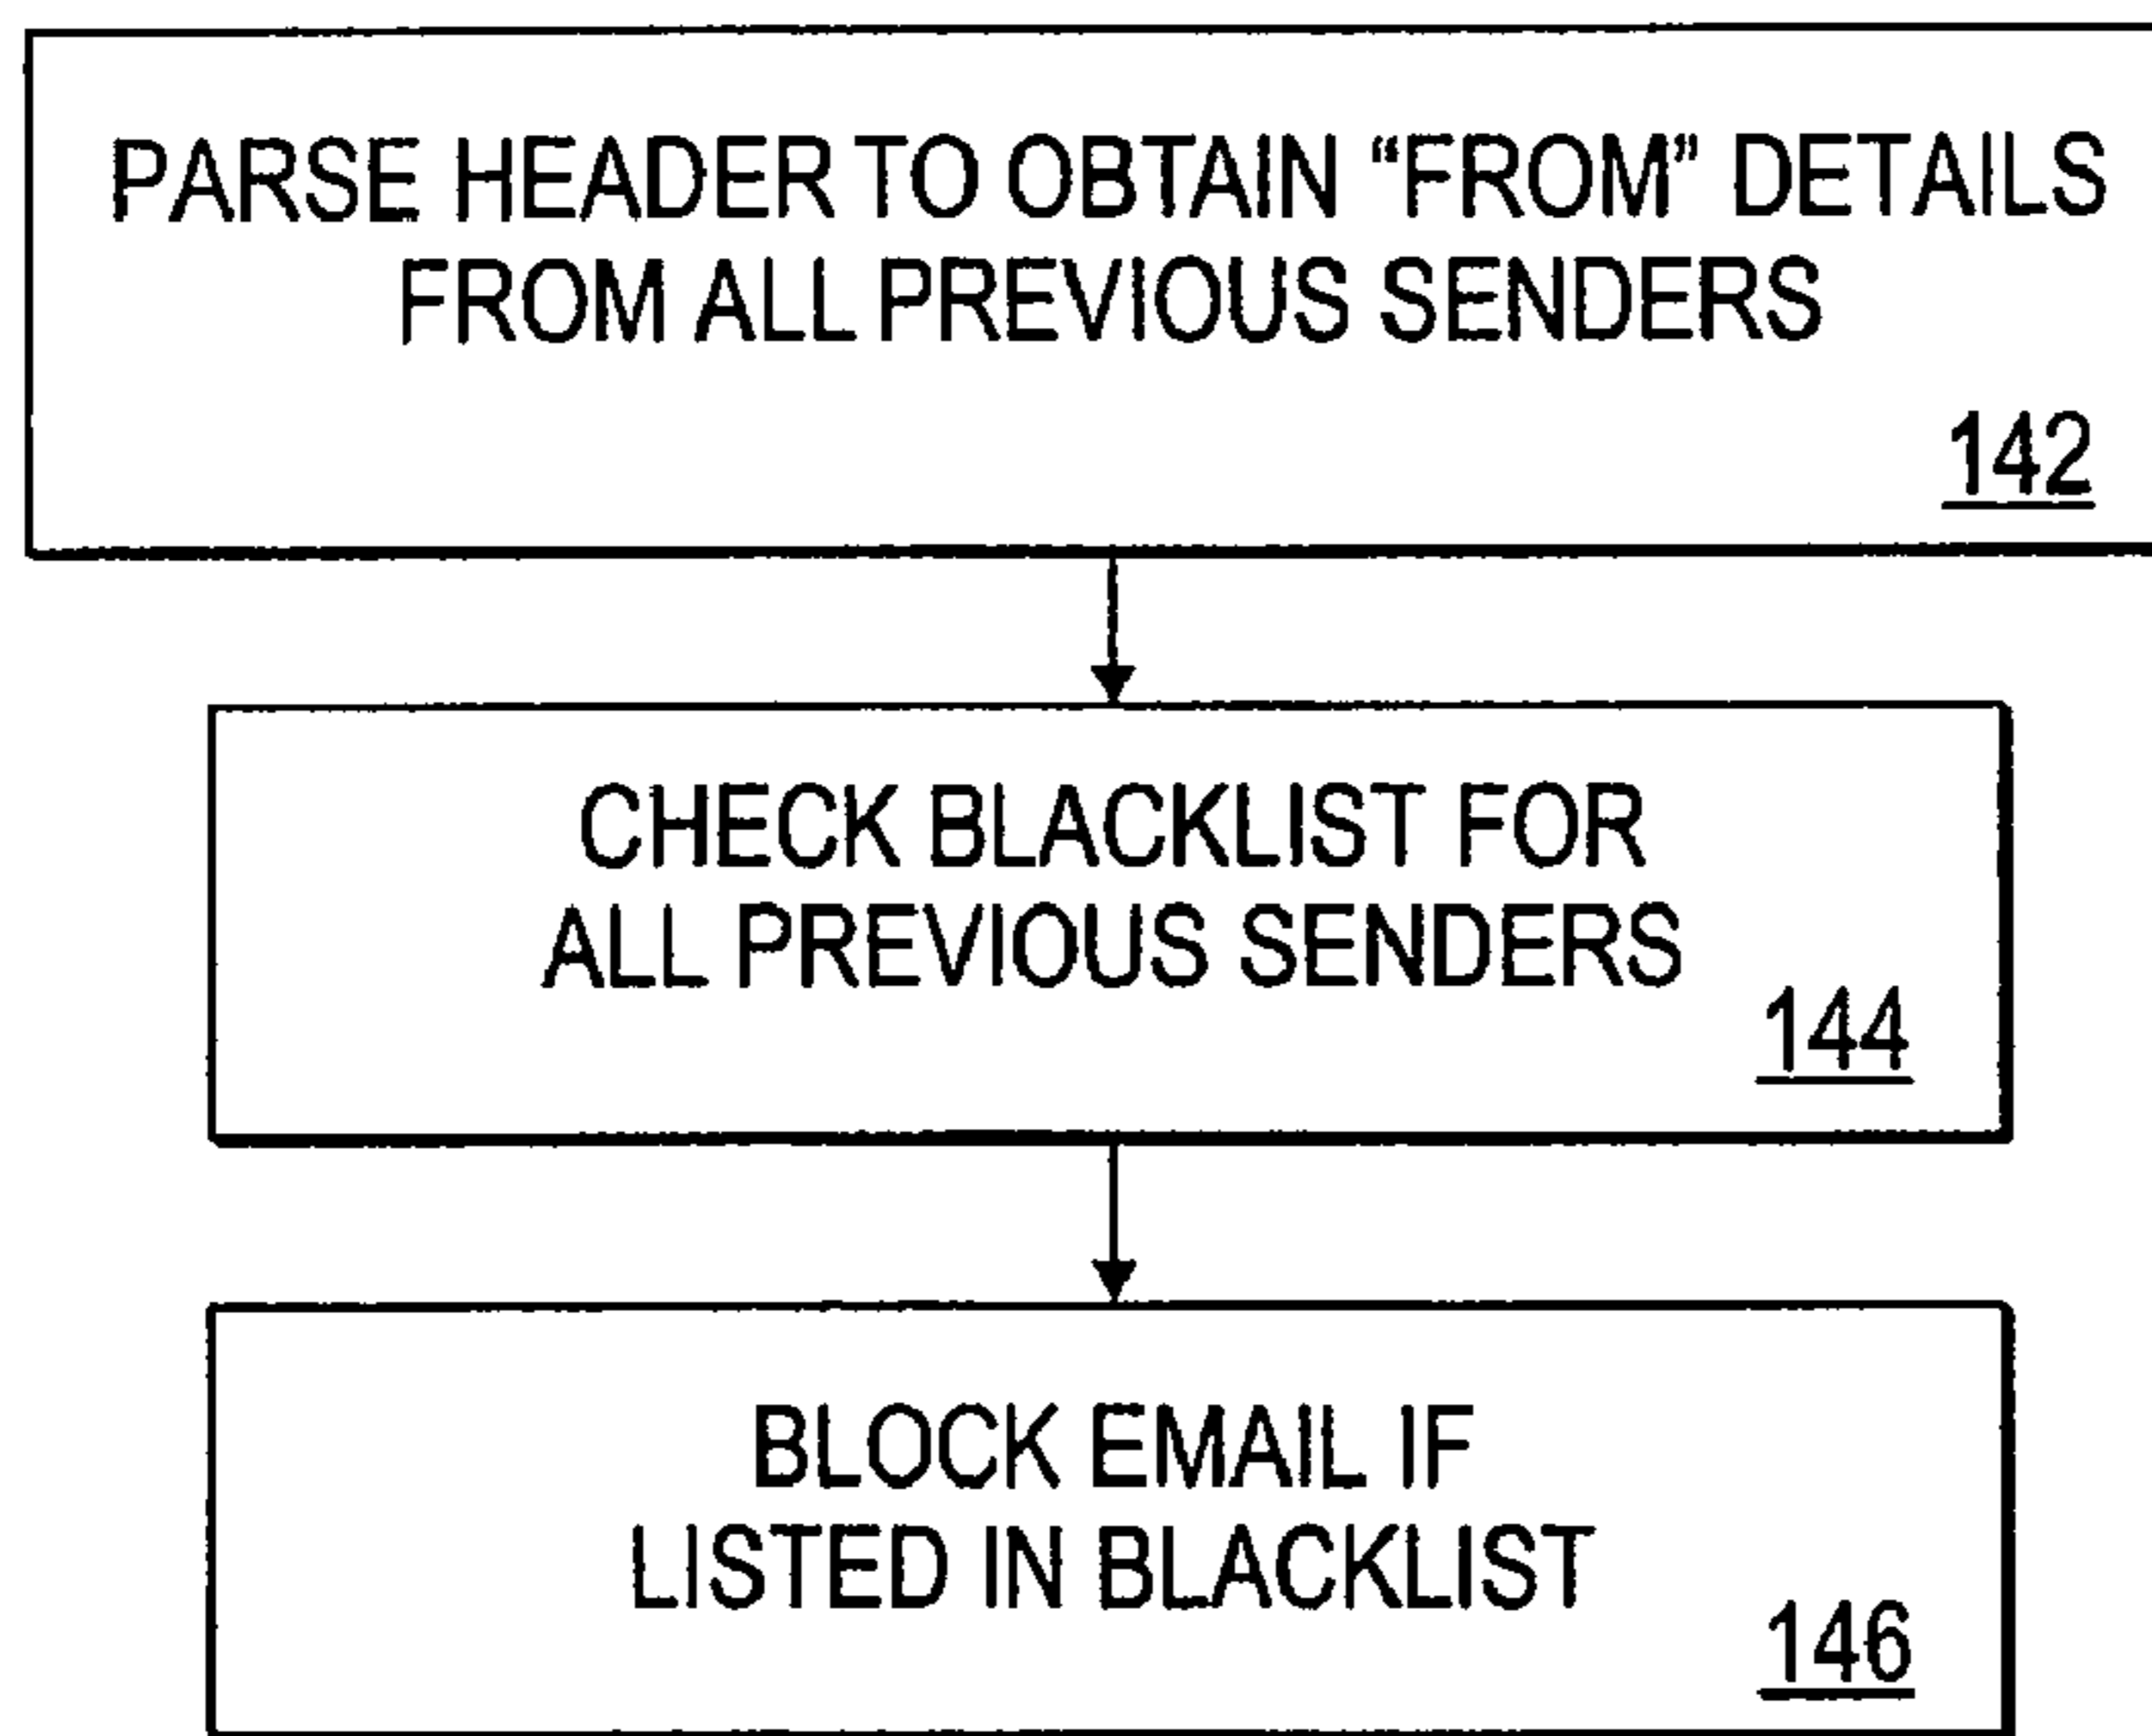 PARSE HEADER TO OBTAIN “FROM” DETAILS
FROM ALL PREVIOUS SENDERS
142
CHECK BLACKLIST FOR
ALL PREVIOUS SENDERS
144
BLOCK EMAIL IF
LISTED IN BLACKLIST
146